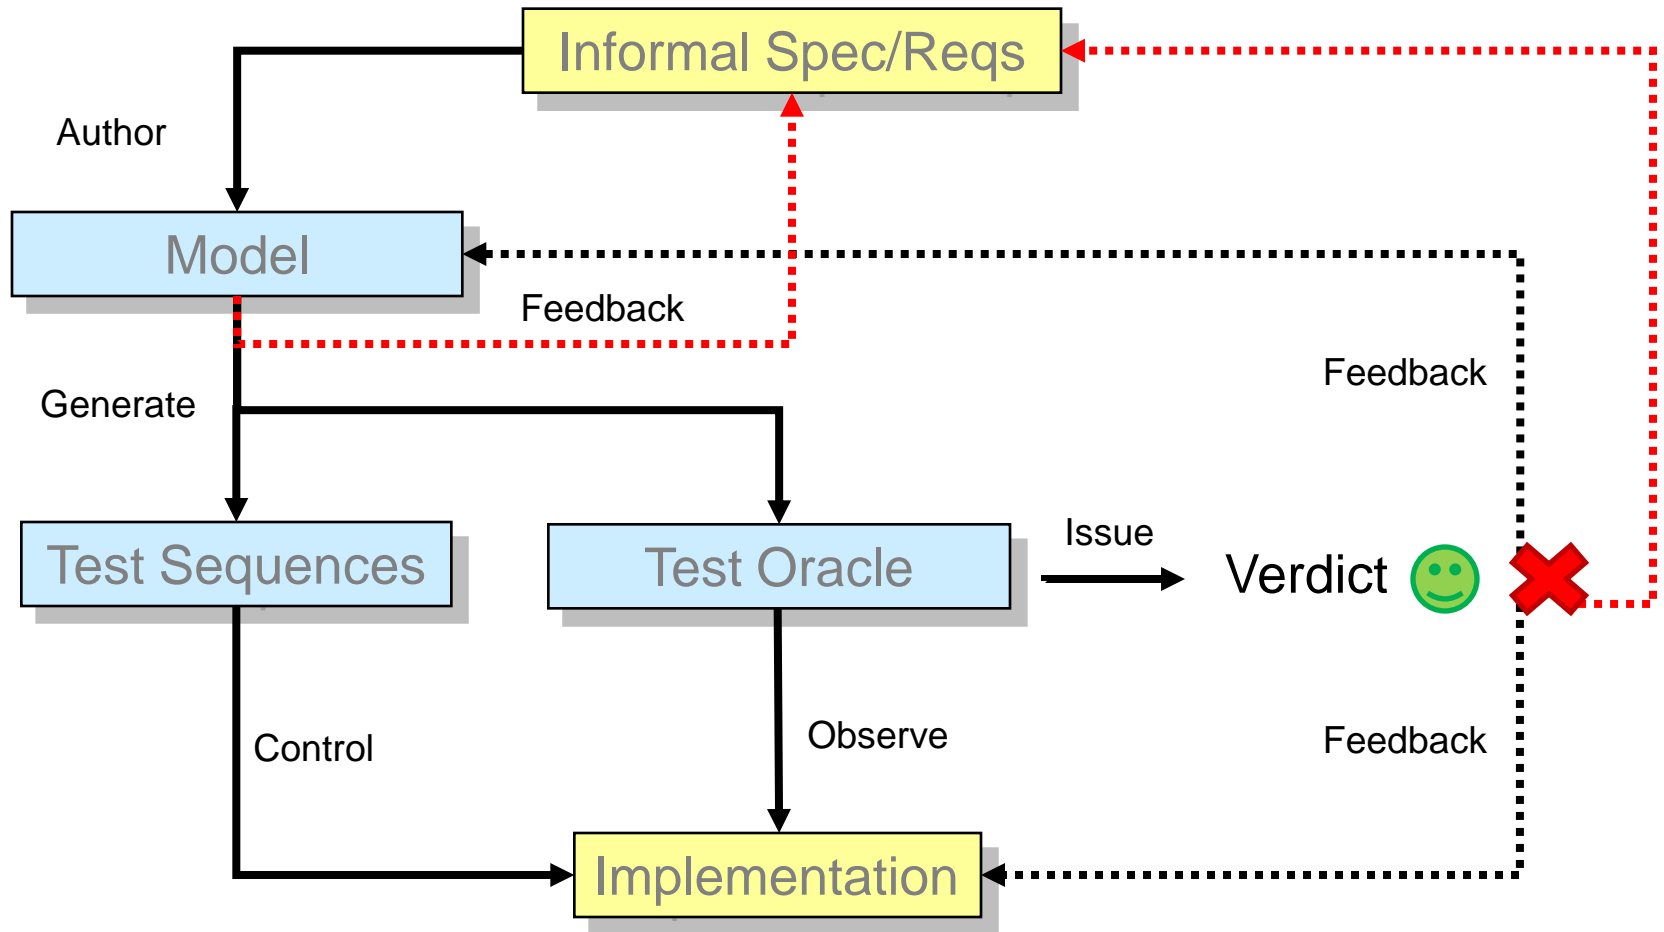 Informal Spec/Reqs
Author
Model
Feedback
Feedback
Generate
Issue
Test Sequences
Test Oracle
Verdict
Control
Observe
Feedback
Implementation